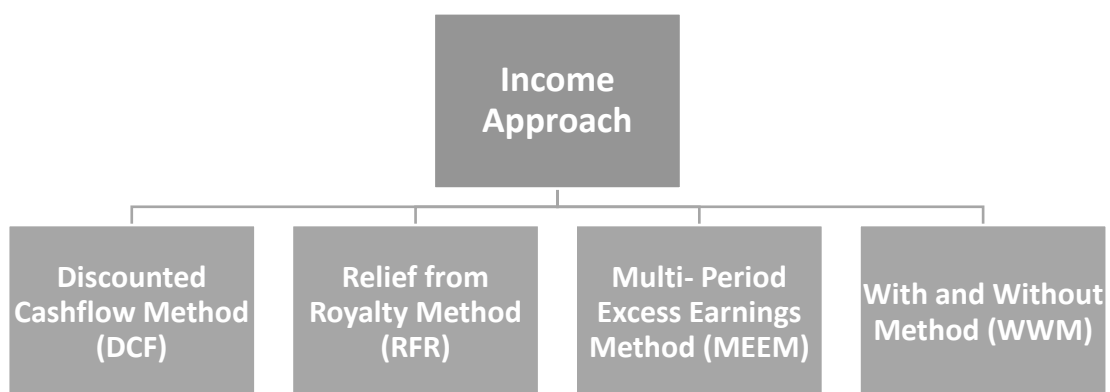 Income
Approach
Discounted
Cashflow Method
(DCF)
Relief from
Royalty Method
(RFR)
Multi- Period
Excess Earnings
Method (MEEM)
With and Without
Method (WWM)